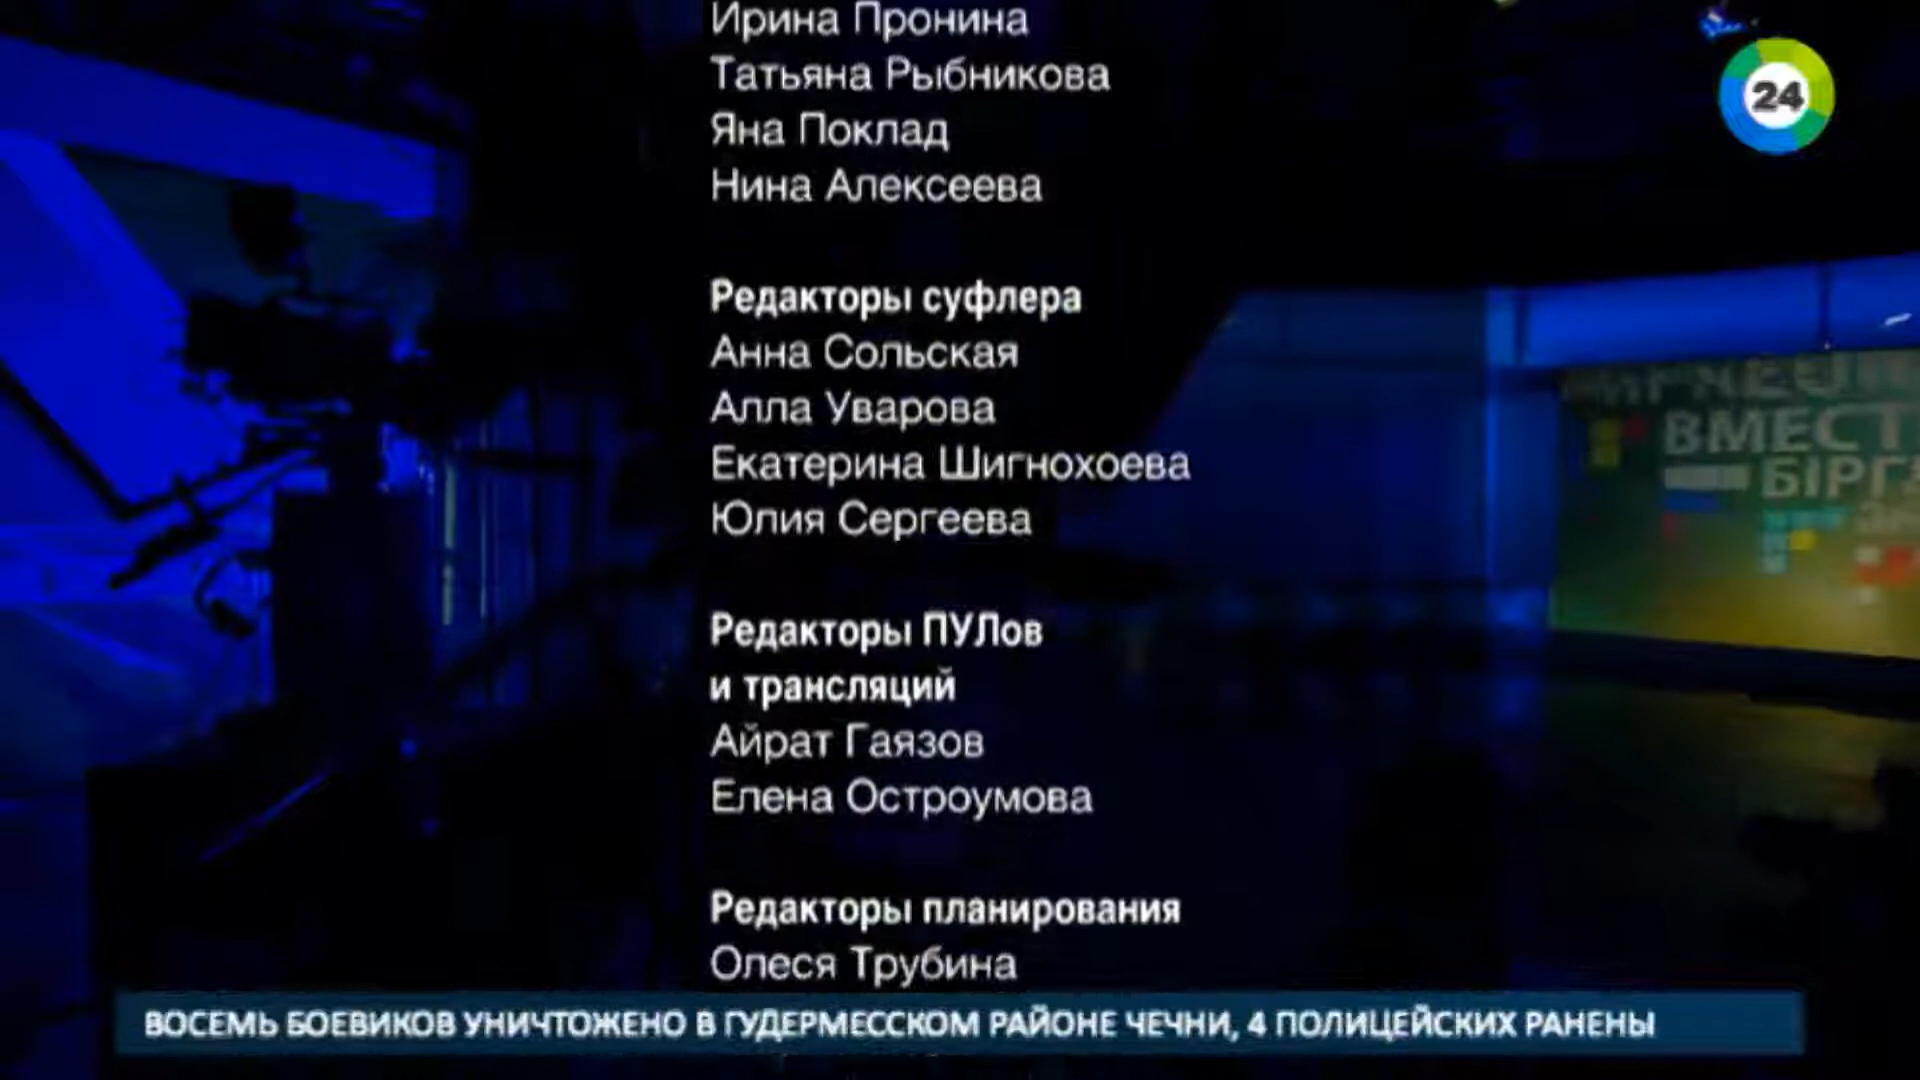 Ирина Пронина
Татьяна Рыбникова
Яна Поклад
Нина Алексеева
24
Редакторы суфлера
Анна Сольская
Алла Уварова
Екатерина Шигнохоева
Юлия Сергеева
ВМЕСТ
БІРГ
Редакторы ПУЛов
и трансляций
Айрат Гаязов
Елена Остроумова
Редакторы планирования
Олеся Трубина
ВОСЕМЬ БОЕВИКОВ УНИЧТОЖЕНО В ГУДЕРМЕССКОМ РАЙОНЕ ЧЕЧНИ, 4 ПОЛИЦЕЙСКИХ РАНЕНЫ